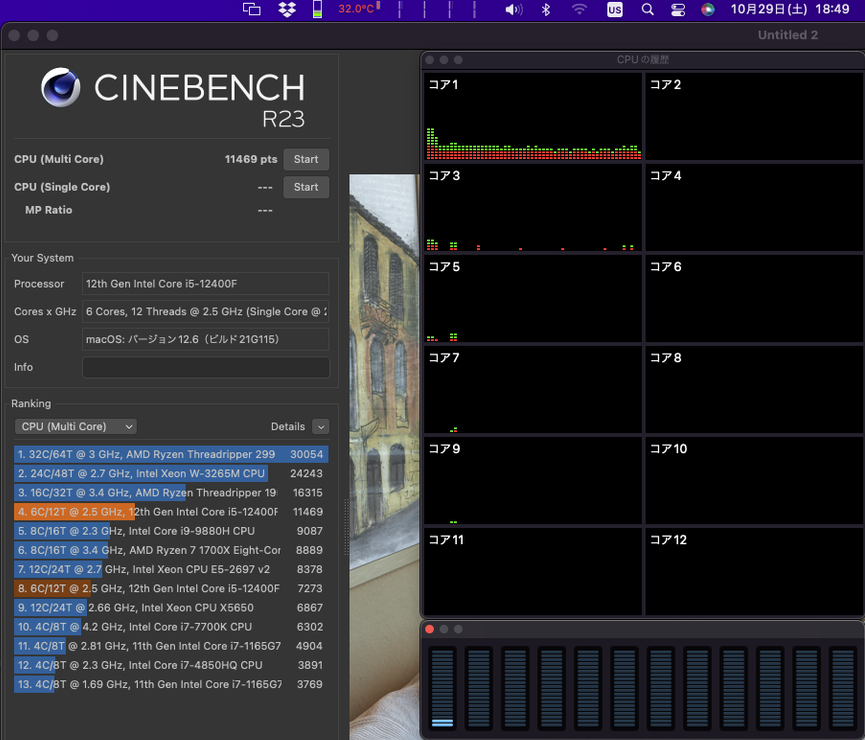 32.0°C
US
10月29日(土) 18:49
Untitled 2
CINEBENCH
R23
CPU (Multi Core) 11469 pts Start
CPU (Single Core) --- Start
MP Ratio ---
Your System
Processor 12th Gen Intel Core i5-12400F
Cores x GHz 6 Cores, 12 Threads @ 2.5 GHz (Single Core @ 2
OS macOS: バージョン12.6（ビルド21G115）
Info
Ranking
CPU (Multi Core) Details
1. 32C/64T @ 3 GHz, AMD Ryzen Threadripper 299 30054
2. 24C/48T @ 2.7 GHz, Intel Xeon W-3265M CPU 24243
3. 16C/32T @ 3.4 GHz, AMD Ryzen Threadripper 19 16315
4. 6C/12T @ 2.5 GHz, 12th Gen Intel Core i5-12400F 11469
5. 8C/16T @ 2.3 GHz, Intel Core i9-9880H CPU 9087
6. 8C/16T @ 3.4 GHz, AMD Ryzen 7 1700X Eight-Cor 8889
7. 12C/24T @ 2.7 GHz, Intel Xeon CPU E5-2697 v2 8378
8. 6C/12T @ 2.5 GHz, 12th Gen Intel Core i5-12400F 7273
9. 12C/24T @ 2.66 GHz, Intel Xeon CPU X5650 6867
10. 4C/8T @ 4.2 GHz, Intel Core i7-7700K CPU 6302
11. 4C/8T @ 2.81 GHz, 11th Gen Intel Core i7-1165G7 4904
12. 4C/8T @ 2.3 GHz, Intel Core i7-4850HQ CPU 3891
13. 4C/8T @ 1.69 GHz, 11th Gen Intel Core i7-1165G7 3769
CPUの履歴
コア1 コア2
コア3 コア4
コア5 コア6
コア7 コア8
コア9 コア10
コア11 コア12